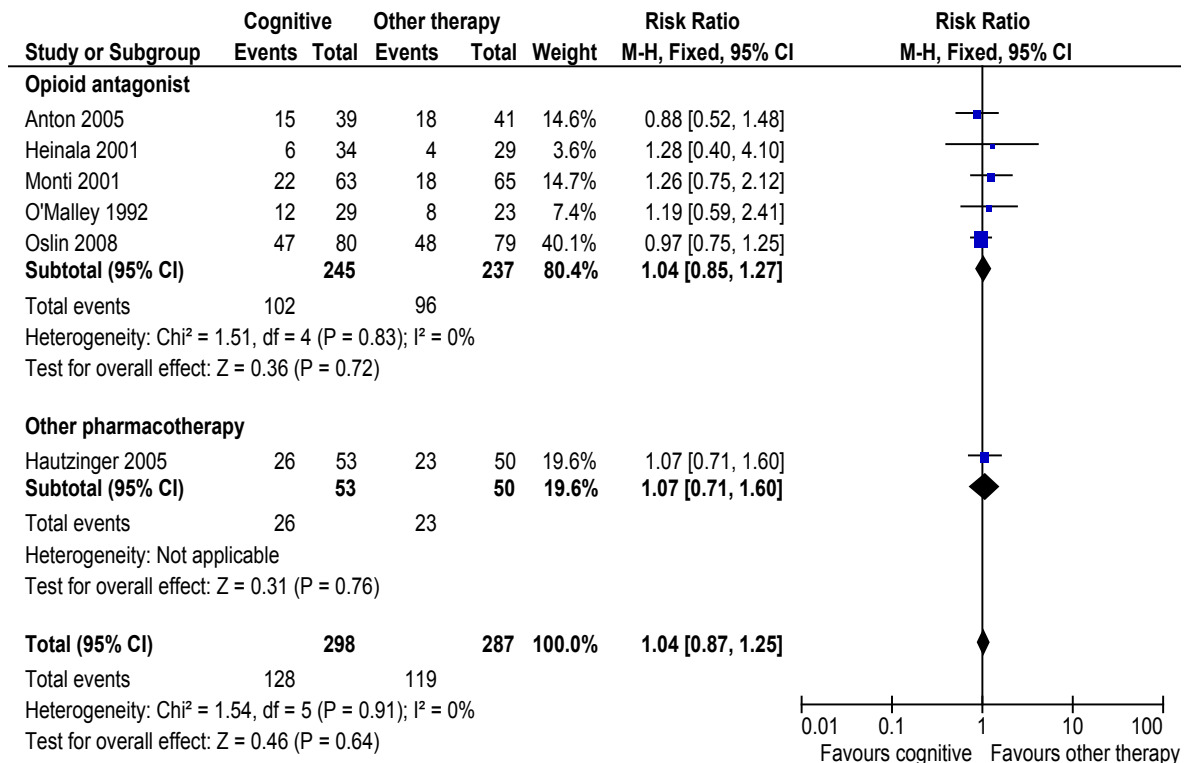 Cognitive Other therapy Risk Ratio Risk Ratio
Study or Subgroup Events Total Events Total Weight M-H, Fixed, 95% CI M-H, Fixed, 95% CI
Opioid antagonist
Anton 2005 15 39 18 41 14.6% 0.88 [0.52, 1.48]
Heinala 2001 6 34 4 29 3.6% 1.28 [0.40, 4.10]
Monti 2001 22 63 18 65 14.7% 1.26 [0.75, 2.12]
O'Malley 1992 12 29 8 23 7.4% 1.19 [0.59, 2.41]
Oslin 2008 47 80 48 79 40.1% 0.97 [0.75, 1.25]
Subtotal (95% CI) 245 237 80.4% 1.04 [0.85, 1.27]
Total events 102 96
Heterogeneity: Chi² = 1.51, df = 4 (P = 0.83); I² = 0%
Test for overall effect: Z = 0.36 (P = 0.72)
Other pharmacotherapy
Hautzinger 2005 26 53 23 50 19.6% 1.07 [0.71, 1.60]
Subtotal (95% CI) 53 50 19.6% 1.07 [0.71, 1.60]
Total events 26 23
Heterogeneity: Not applicable
Test for overall effect: Z = 0.31 (P = 0.76)
Total (95% CI) 298 287 100.0% 1.04 [0.87, 1.25]
Total events 128 119
Heterogeneity: Chi² = 1.54, df = 5 (P = 0.91); I² = 0%
Test for overall effect: Z = 0.46 (P = 0.64)
0.01 0.1 1 10 100
Favours cognitive Favours other therapy